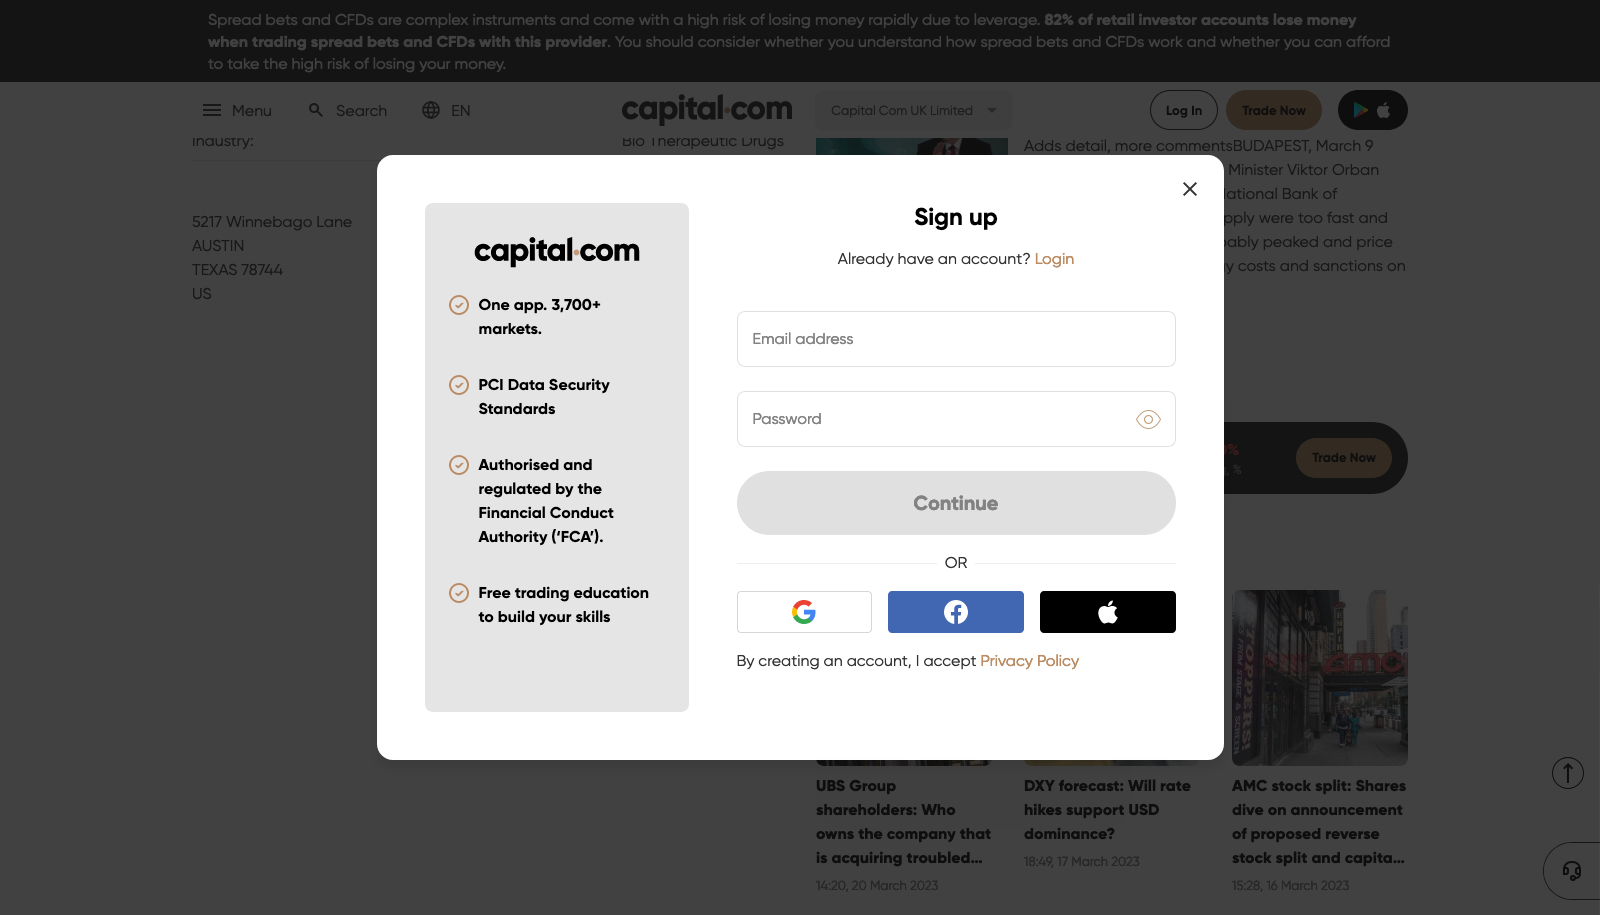 Spread bets and CFDs are complex instruments and come with a high risk of losing money rapidly due to leverage. 82% of retail investor accounts lose money
when trading spread bets and CFDs with this provider. You should consider whether you understand how spread bets and CFDs work and whether you can afford
to take the high risk of losing your money.
Menu
Search
EN
capital.com
Capital Com UK Limited
Log In
Trade Now
Industry:
Bio Therapeutic Drugs
5217 Winnebago Lane
AUSTIN
TEXAS 78744
US
Adds detail, more commentsBUDAPEST, March 9
Minister Viktor Orban
National Bank of
were too fast and
peaked and price
costs and sanctions on
capital.com
One app. 3,700+
markets.
PCI Data Security
Standards
Authorised and
regulated by the
Financial Conduct
Authority (‘FCA’).
Free trading education
to build your skills
Sign up
Already have an account? Login
Email address
Password
Continue
OR
By creating an account, I accept Privacy Policy
%
%
Trade Now
UBS Group
shareholders: Who
owns the company that
is acquiring troubled...
14:20, 20 March 2023
DXY forecast: Will rate
hikes support USD
dominance?
18:49, 17 March 2023
amc
AMC stock split: Shares
dive on announcement
of proposed reverse
stock split and capita...
15:28, 16 March 2023